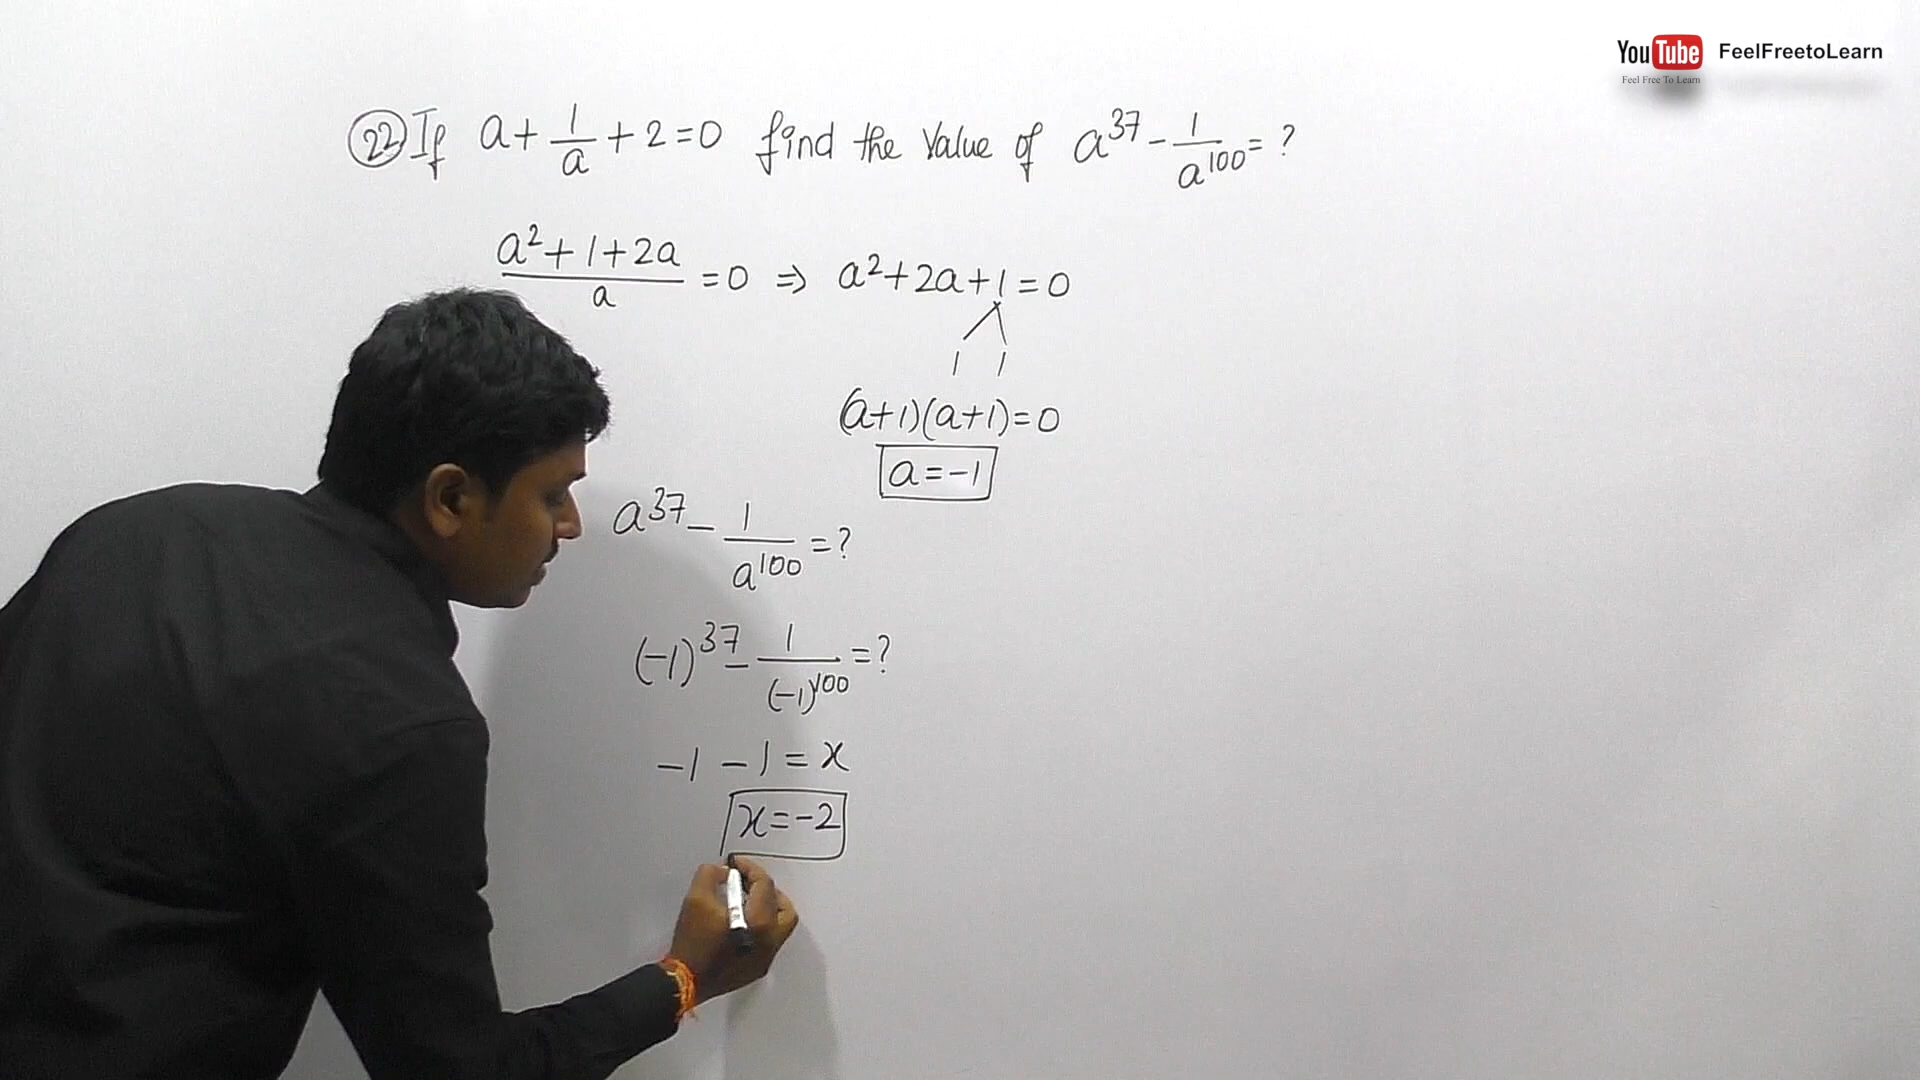 YouTube FeelFreetoLearn
Feel Free To Learn
22 If a + 1/a + 2 = 0 find the value of a^37 - 1/a^100 = ?
(a² + 1 + 2a)/a = 0 ⇒ a² + 2a + 1 = 0
1 1
(a+1)(a+1) = 0
a = -1
a^37 - 1/a^100 = ?
(-1)^37 - 1/(-1)^100 = ?
-1 - 1 = x
x = -2